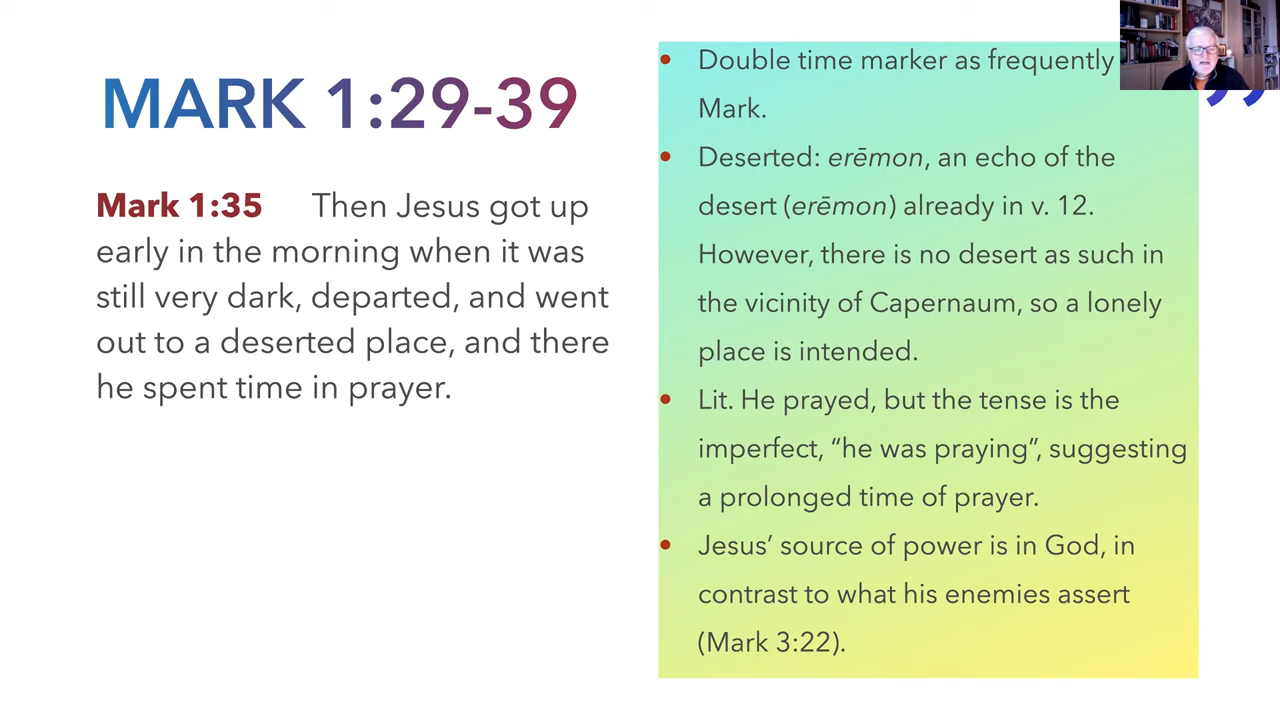 MARK 1:29-39
Mark 1:35 Then Jesus got up
early in the morning when it was
still very dark, departed, and went
out to a deserted place, and there
he spent time in prayer.
• Double time marker as frequently
Mark.
• Deserted: erēmon, an echo of the
desert (erēmon) already in v. 12.
However, there is no desert as such in
the vicinity of Capernaum, so a lonely
place is intended.
• Lit. He prayed, but the tense is the
imperfect, “he was praying”, suggesting
a prolonged time of prayer.
• Jesus’ source of power is in God, in
contrast to what his enemies assert
(Mark 3:22).